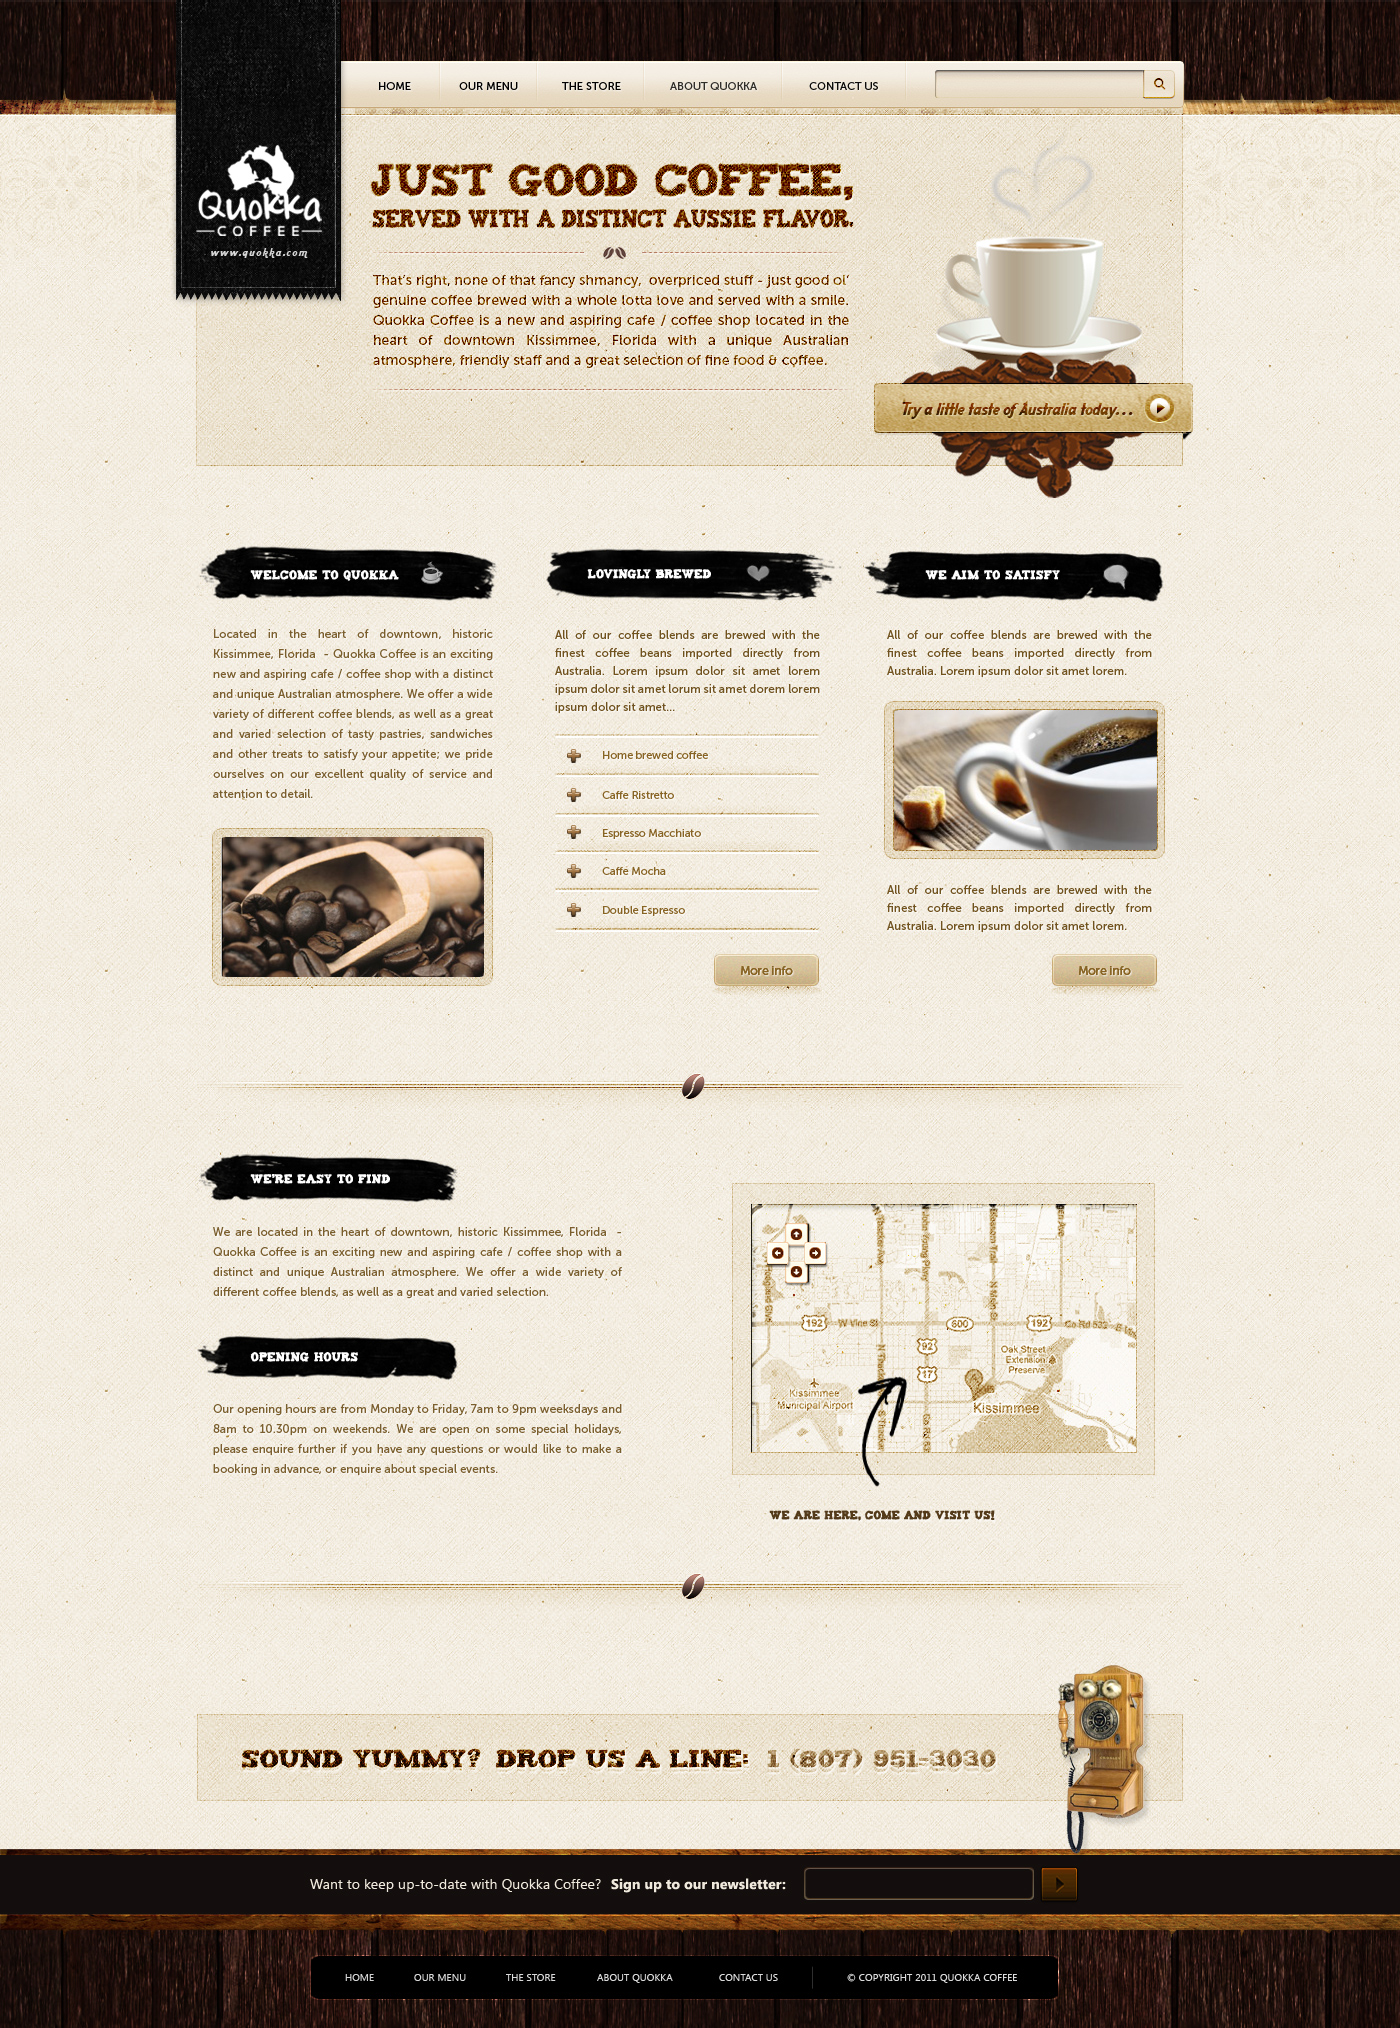 HOME
OUR MENU
THE STORE
ABOUT QUOKKA
CONTACT US
Quokka
COFFEE
www.quokka.com
JUST GOOD COFFEE,
SERVED WITH A DISTINCT AUSSIE FLAVOR.
That's right, none of that fancy shmancy, overpriced stuff - just good ol'
genuine coffee brewed with a whole lotta love and served with a smile.
Quokka Coffee is a new and aspiring cafe / coffee shop located in the
heart of downtown Kissimmee, Florida with a unique Australian
atmosphere, friendly staff and a great selection of fine food & coffee.
Try a little taste of Australia today...
WELCOME TO QUOKKA
Located in the heart of downtown, historic
Kissimmee, Florida - Quokka Coffee is an exciting
new and aspiring cafe / coffee shop with a distinct
and unique Australian atmosphere. We offer a wide
variety of different coffee blends, as well as a great
and varied selection of tasty pastries, sandwiches
and other treats to satisfy your appetite; we pride
ourselves on our excellent quality of service and
attention to detail.
LOVINGLY BREWED
All of our coffee blends are brewed with the
finest coffee beans imported directly from
Australia. Lorem ipsum dolor sit amet lorem
ipsum dolor sit amet lorum sit amet dorem lorem
ipsum dolor sit amet...
Home brewed coffee
Caffe Ristretto
Espresso Macchiato
Caffe Mocha
Double Espresso
More info
WE AIM TO SATISFY
All of our coffee blends are brewed with the
finest coffee beans imported directly from
Australia. Lorem ipsum dolor sit amet lorem.
All of our coffee blends are brewed with the
finest coffee beans imported directly from
Australia. Lorem ipsum dolor sit amet lorem.
More info
WE'RE EASY TO FIND
We are located in the heart of downtown, historic Kissimmee, Florida -
Quokka Coffee is an exciting new and aspiring cafe / coffee shop with a
distinct and unique Australian atmosphere. We offer a wide variety of
different coffee blends, as well as a great and varied selection.
OPENING HOURS
Our opening hours are from Monday to Friday, 7am to 9pm weeksdays and
8am to 10.30pm on weekends. We are open on some special holidays,
please enquire further if you have any questions or would like to make a
booking in advance, or enquire about special events.
John Young Pkwy
N Main St
192
W Vine St
600
192
Co Rd 532
E
92
17
Oak Street
Extension
Preserve
A
Kissimmee
Municipal Airport
Kissimmee
WE ARE HERE, COME AND VISIT US!
SOUND YUMMY? DROP US A LINE: 1 (807) 951-3030
Want to keep up-to-date with Quokka Coffee? Sign up to our newsletter:
HOME
OUR MENU
THE STORE
ABOUT QUOKKA
CONTACT US
© COPYRIGHT 2011 QUOKKA COFFEE